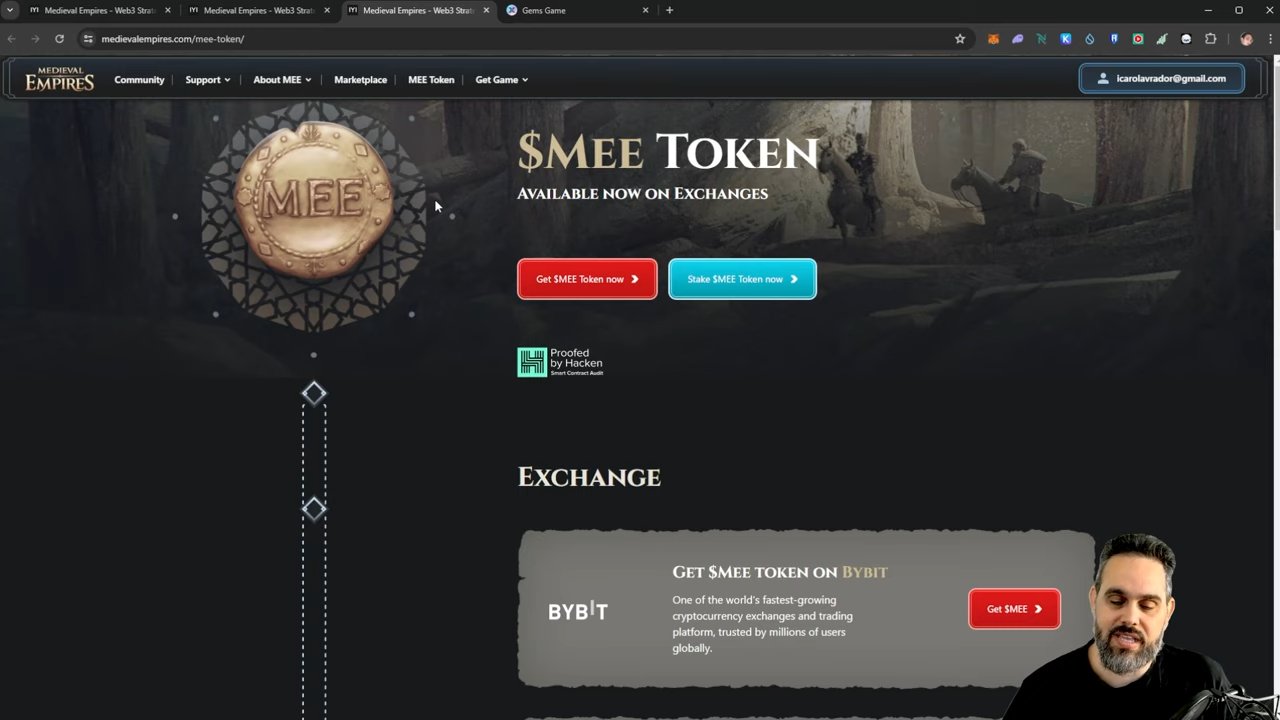 Medieval Empires - Web3 Strat
Medieval Empires - Web3 Strat
Medieval Empires - Web3 Strat
Gems Game
medievalempires.com/mee-token/
MEDIEVAL
EMPIRES
Community
Support
About MEE
Marketplace
MEE Token
Get Game
icarolavrador@gmail.com
MEE
$MEE TOKEN
AVAILABLE NOW ON EXCHANGES
Get $MEE Token now
Stake $MEE Token now
Proofed
by Hacken
Smart Contract Audit
EXCHANGE
BYBIT
GET $MEE TOKEN ON BYBIT
One of the world's fastest-growing
cryptocurrency exchanges and trading
platform, trusted by millions of users
globally.
Get $MEE